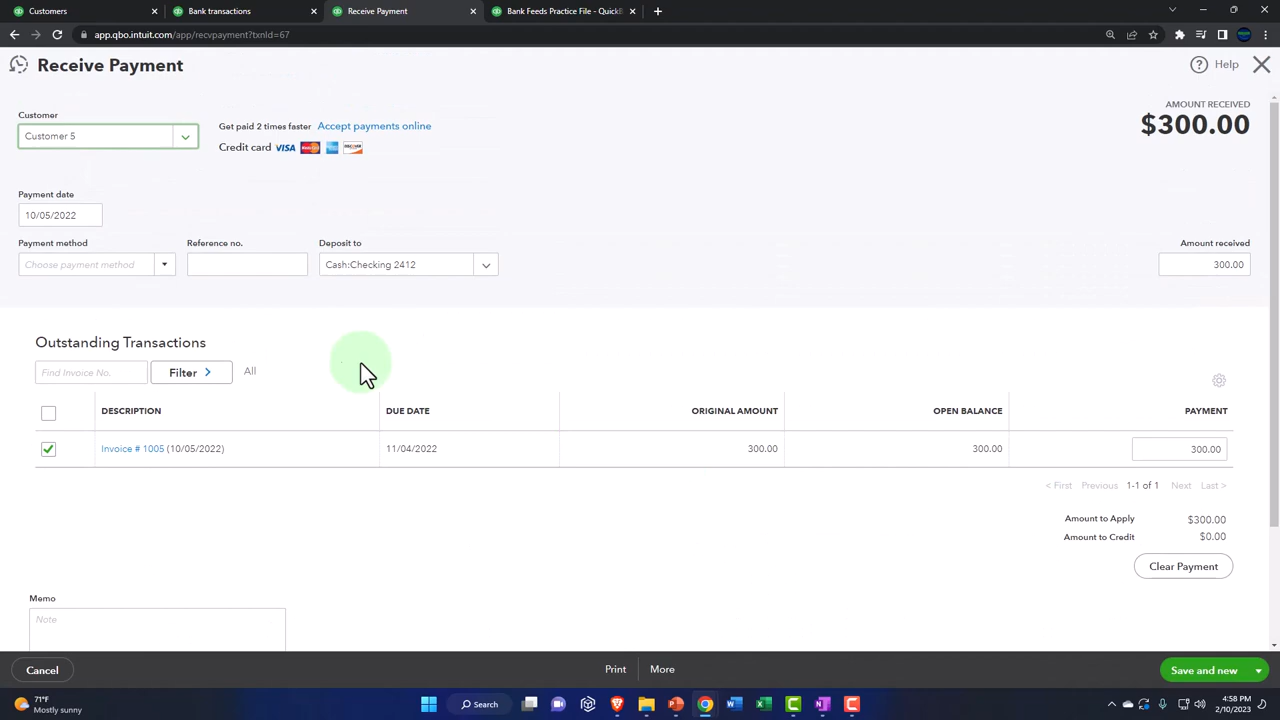 Customers
Bank transactions
Receive Payment
Bank Feeds Practice File - Quick
app.qbo.intuit.com/app/recvpayment?txnId=67
Receive Payment
Help
Customer
Customer 5
Get paid 2 times faster Accept payments online
Credit card VISA
AMOUNT RECEIVED
$300.00
Payment date
10/05/2022
Payment method
Reference no.
Deposit to
Amount received
Choose payment method
Cash:Checking 2412
300.00
Outstanding Transactions
Find Invoice No.
Filter >
All
DESCRIPTION
DUE DATE
ORIGINAL AMOUNT
OPEN BALANCE
PAYMENT
Invoice # 1005 (10/05/2022)
11/04/2022
300.00
300.00
300.00
< First Previous 1-1 of 1 Next Last >
Amount to Apply $300.00
Amount to Credit $0.00
Clear Payment
Memo
Note
Cancel
Print
More
Save and new
71°F
Mostly sunny
Search
4:58 PM
2/10/2023